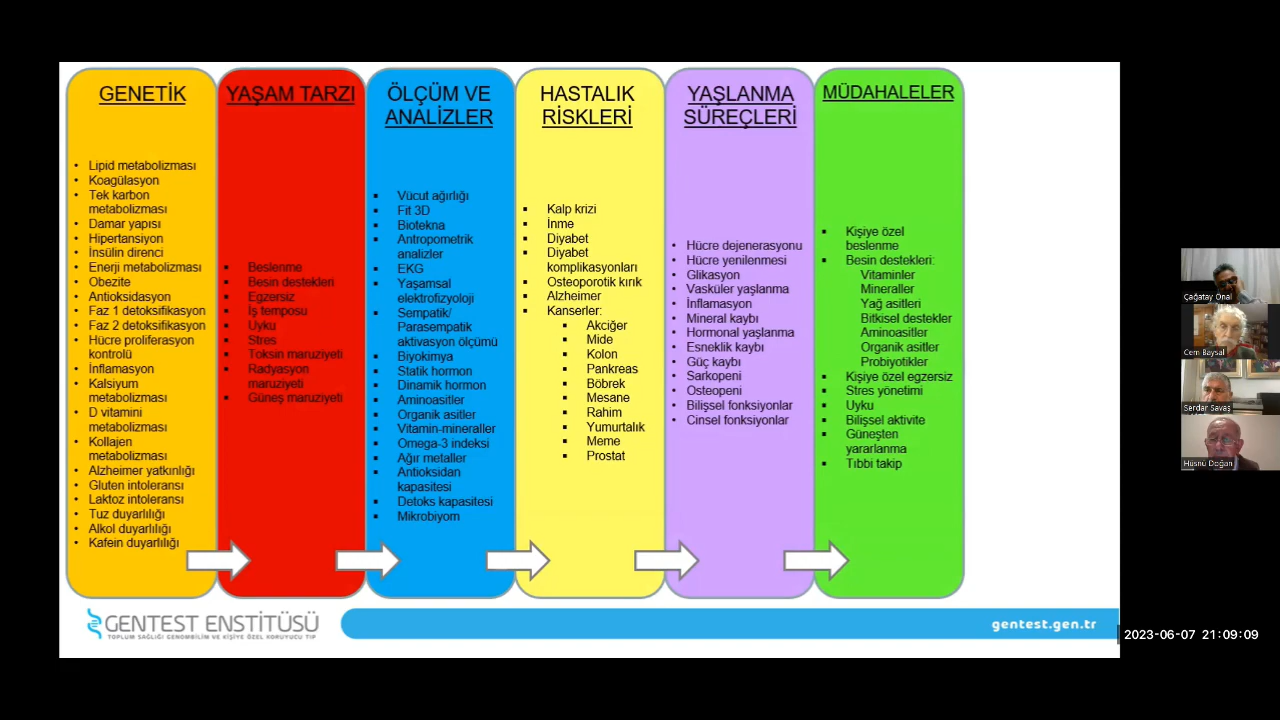 GENETİK
Lipid metabolizması
Koagülasyon
Tek karbon
metabolizması
Damar yapısı
Hipertansiyon
İnsülin direnci
Enerji metabolizması
Obezite
Antioksidasyon
Faz 1 detoksifikasyon
Faz 2 detoksifikasyon
Hücre proliferasyon
kontrolü
İnflamasyon
Kalsiyum
metabolizması
D vitamini
metabolizması
Kollajen
metabolizması
Alzheimer yatkınlığı
Gluten intoleransı
Laktoz intoleransı
Tuz duyarlılığı
Alkol duyarlılığı
Kafein duyarlılığı
YAŞAM TARZI
Beslenme
Besin destekleri
Egzersiz
İş temposu
Uyku
Stres
Toksin maruziyeti
Radyasyon
maruziyeti
Güneş maruziyeti
ÖLÇÜM VE
ANALİZLER
Vücut ağırlığı
Fit 3D
Biotekna
Antropometrik
analizler
EKG
Yaşamsal
elektrofizyoloji
Sempatik/
Parasempatik
aktivasyon ölçümü
Biyokimya
Statik hormon
Dinamik hormon
Aminoasitler
Organik asitler
Vitamin-mineraller
Omega-3 indeksi
Ağır metaller
Antioksidan
kapasitesi
Detoks kapasitesi
Mikrobiyom
HASTALIK
RİSKLERİ
Kalp krizi
İnme
Diyabet
Diyabet
komplikasyonları
Osteoporotik kırık
Alzheimer
Kanserler:
Akciğer
Mide
Kolon
Pankreas
Böbrek
Mesane
Rahim
Yumurtalık
Meme
Prostat
YAŞLANMA
SÜREÇLERİ
Hücre dejenerasyonu
Hücre yenilenmesi
Glikasyon
Vasküler yaşlanma
İnflamasyon
Mineral kaybı
Hormonal yaşlanma
Esneklik kaybı
Güç kaybı
Sarkopeni
Osteopeni
Bilişsel fonksiyonlar
Cinsel fonksiyonlar
MÜDAHALELER
Kişiye özel
beslenme
Besin destekleri:
Vitaminler
Mineraller
Yağ asitleri
Bitkisel destekler
Aminoasitler
Organik asitler
Probiyotikler
Kişiye özel egzersiz
Stres yönetimi
Uyku
Bilişsel aktivite
Güneşten
yararlanma
Tıbbi takip
GENTEST ENSTİTÜSÜ
TOPLUM SAĞLIĞI GENOMBİLİM VE KİŞİYE ÖZEL KORUYUCU TIP
gentest.gen.tr
Çağatay Önal
Cem Baysal
Serdar Savaş
Hüsnü Doğan
2023-06-07 21:09:09